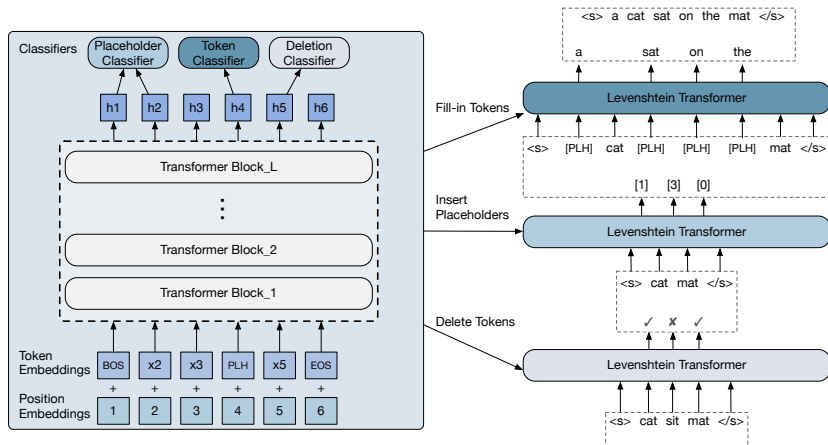 Classifiers
Placeholder
Classifier
Token
Classifier
Deletion
Classifier
h1 h2 h3 h4 h5 h6
Transformer Block_L
Transformer Block_2
Transformer Block_1
Token
Embeddings
BOS x2 x3 PLH x5 EOS
+ + + + + +
Position
Embeddings
1 2 3 4 5 6
Fill-in Tokens
Insert
Placeholders
Delete Tokens
<s> a cat sat on the mat </s>
a sat on the
Levenshtein Transformer
<s> [PLH] cat [PLH] [PLH] [PLH] mat </s>
[1] [3] [0]
Levenshtein Transformer
<s> cat mat </s>
✓ ✘ ✓
Levenshtein Transformer
<s> cat sit mat </s>